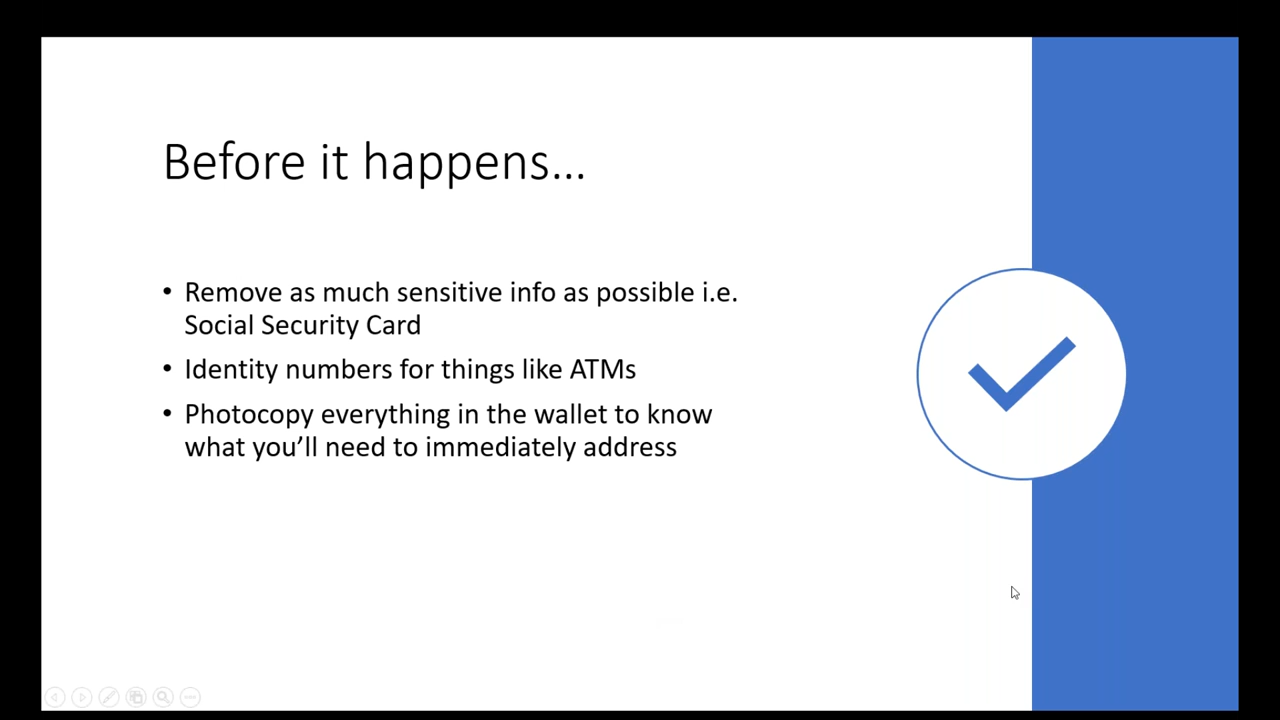 Before it happens...
• Remove as much sensitive info as possible i.e.
Social Security Card
• Identity numbers for things like ATMs
• Photocopy everything in the wallet to know
what you’ll need to immediately address